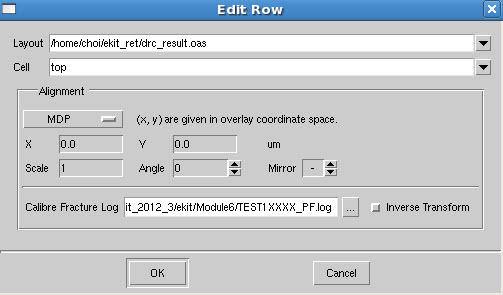 Edit Row
Layout /home/choi/ekit_ret/drc_result.oas
Cell top
Alignment
MDP (x, y) are given in overlay coordinate space.
X 0.0 Y 0.0 um
Scale 1 Angle 0 Mirror -
Calibre Fracture Log it_2012_3/ekit/Module6/TEST1XXXX_PF.log ... Inverse Transform
OK Cancel